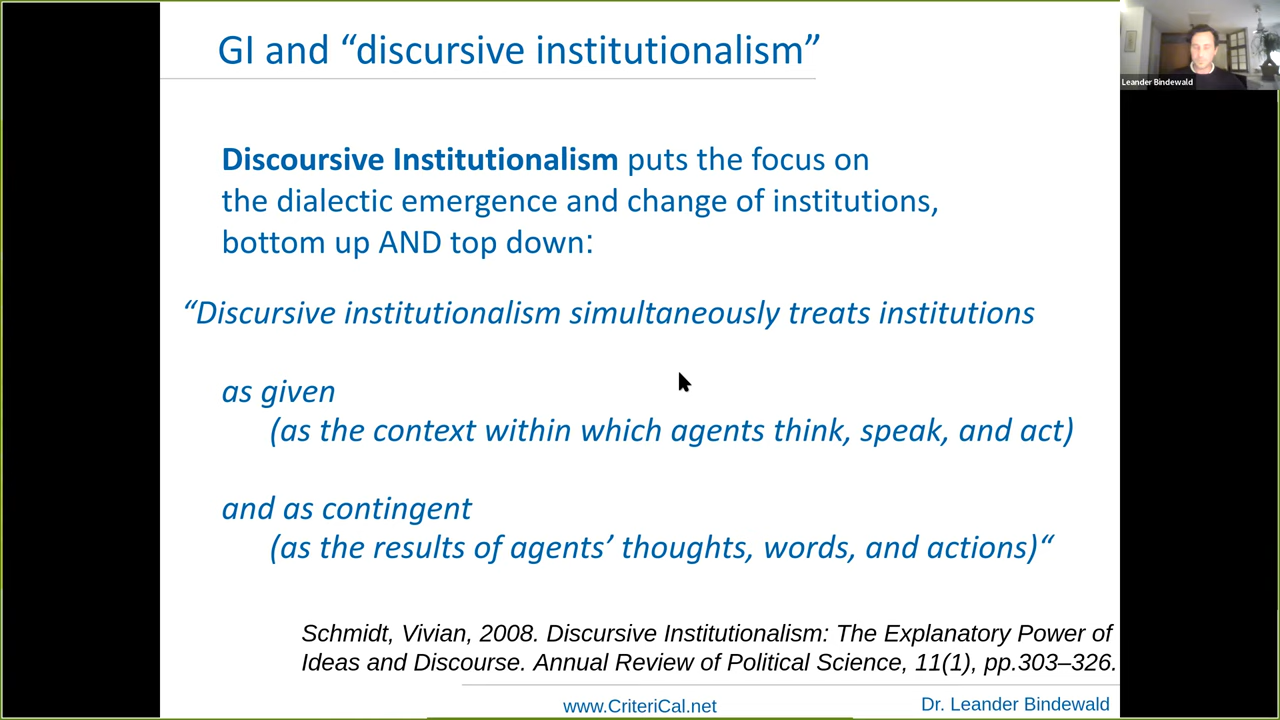 GI and “discursive institutionalism”
Leander Bindewald
Discoursive Institutionalism puts the focus on
the dialectic emergence and change of institutions,
bottom up AND top down:
“Discursive institutionalism simultaneously treats institutions
as given
(as the context within which agents think, speak, and act)
and as contingent
(as the results of agents’ thoughts, words, and actions)“
Schmidt, Vivian, 2008. Discursive Institutionalism: The Explanatory Power of
Ideas and Discourse. Annual Review of Political Science, 11(1), pp.303–326.
www.CriteriCal.net
Dr. Leander Bindewald